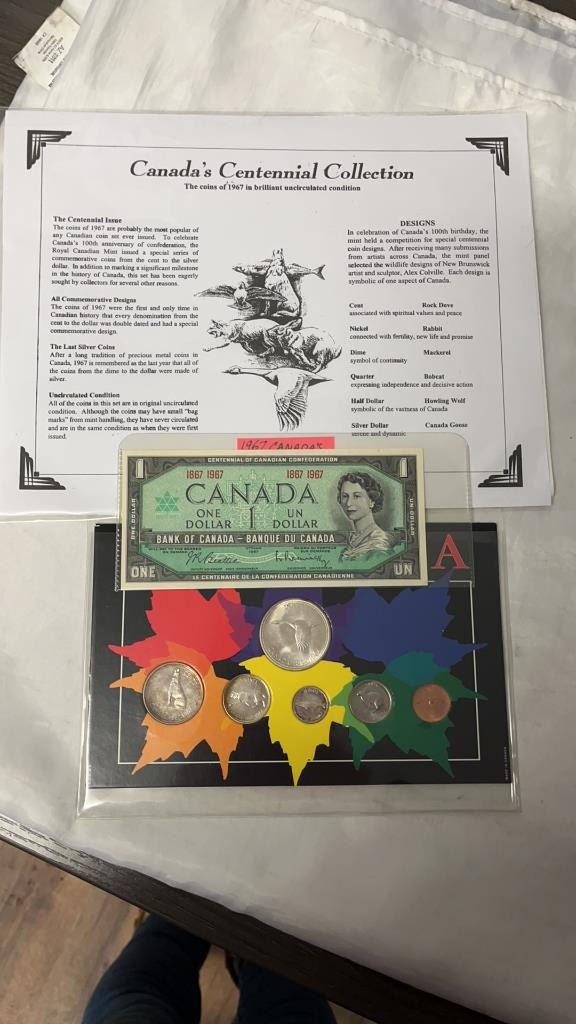 Canada's Centennial Collection
The coins of 1967 in brilliant uncirculated condition
The Centennial Issue
The coins of 1967 are probably the most popular of
any Canadian coin set ever issued. To celebrate
Canada's 100th anniversary of confederation, the
Royal Canadian Mint issued a special series of
commemorative coins from the cent to the silver
dollar. In addition to marking a significant milestone
in the history of Canada, this set has been eagerly
sought by collectors for several other reasons.
All Commemorative Designs
The coins of 1967 were the first and only time in
Canadian history that every denomination from the
cent to the dollar was double dated and had a special
commemorative design.
The Last Silver Coins
After a long tradition of precious metal coins in
Canada, 1967 is remembered as the last year that all
of the coins from the dime to the dollar were made of
silver.
Uncirculated Condition
All of the coins in this set are in original uncirculated
condition. Although the coins may have small "bag
marks" from mint handling, they have never circulated
and are in the same condition as when they were first
issued.
DESIGNS
In celebration of Canada's 100th birthday, the
mint held a competition for special centennial
coin designs. After receiving many submissions
from artists across Canada, the mint panel
selected the wildlife designs of New Brunswick
artist and sculptor, Alex Colville. Each design is
symbolic of one aspect of Canada.
Cent Rock Dove
associated with spiritual values and peace
Nickel Rabbit
connected with fertility, new life and promise
Dime Mackerel
symbol of continuity
Quarter Bobcat
expressing independence and decisive action
Half Dollar Howling Wolf
symbolic of the vastness of Canada
Silver Dollar Canada Goose
serene and dynamic
1967 CANADA'S
CENTENNIAL OF CANADIAN CONFEDERATION
1 1867 1967 1867 1967 1
CANADA
ONE 1 UN
DOLLAR DOLLAR
ONE DOLLAR
UN DOLLAR
BANK OF CANADA - BANQUE DU CANADA
OTTAWA
1967
ONE UN
LE CENTENAIRE DE LA CONFEDERATION CANADIENNE
A